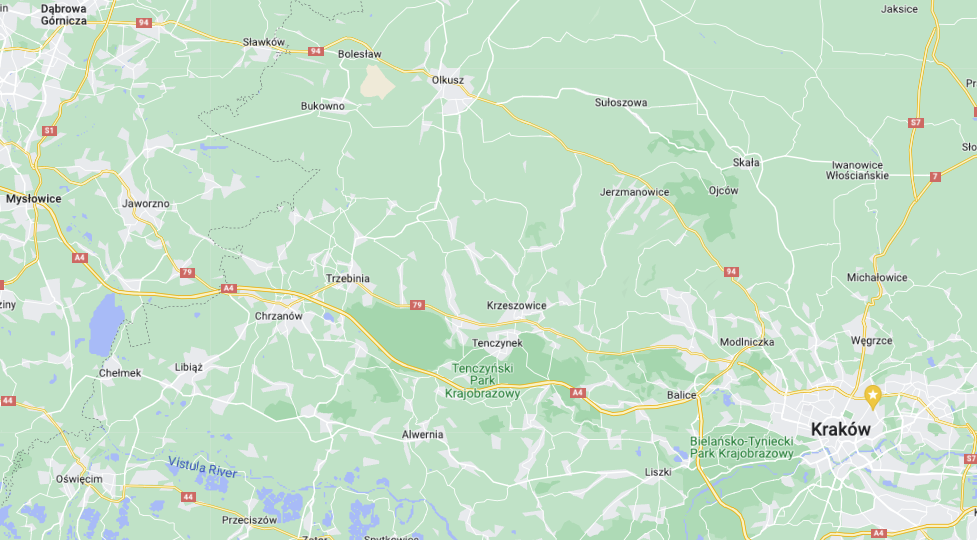 Dąbrowa
Górnicza
Jaksice
94
Sławków
94
Bolesław
Olkusz
Bukowno
Sułoszowa
S7
S1
Skała
Iwanowice
Włościańskie
7
Mysłowice
Jaworzno
Jerzmanowice
Ojców
A4
79
94
Michałowice
A4
Trzebinia
79
Krzeszowice
Chrzanów
Tenczynek
Modlniczka
Węgrzce
Libiąż
Chełmek
Tenczyński
Park
Krajobrazowy
A4
Balice
44
Kraków
Alwernia
Bielańsko-Tyniecki
Park Krajobrazowy
S7
Vistula River
Liszki
Oświęcim
44
Przeciszów
A4